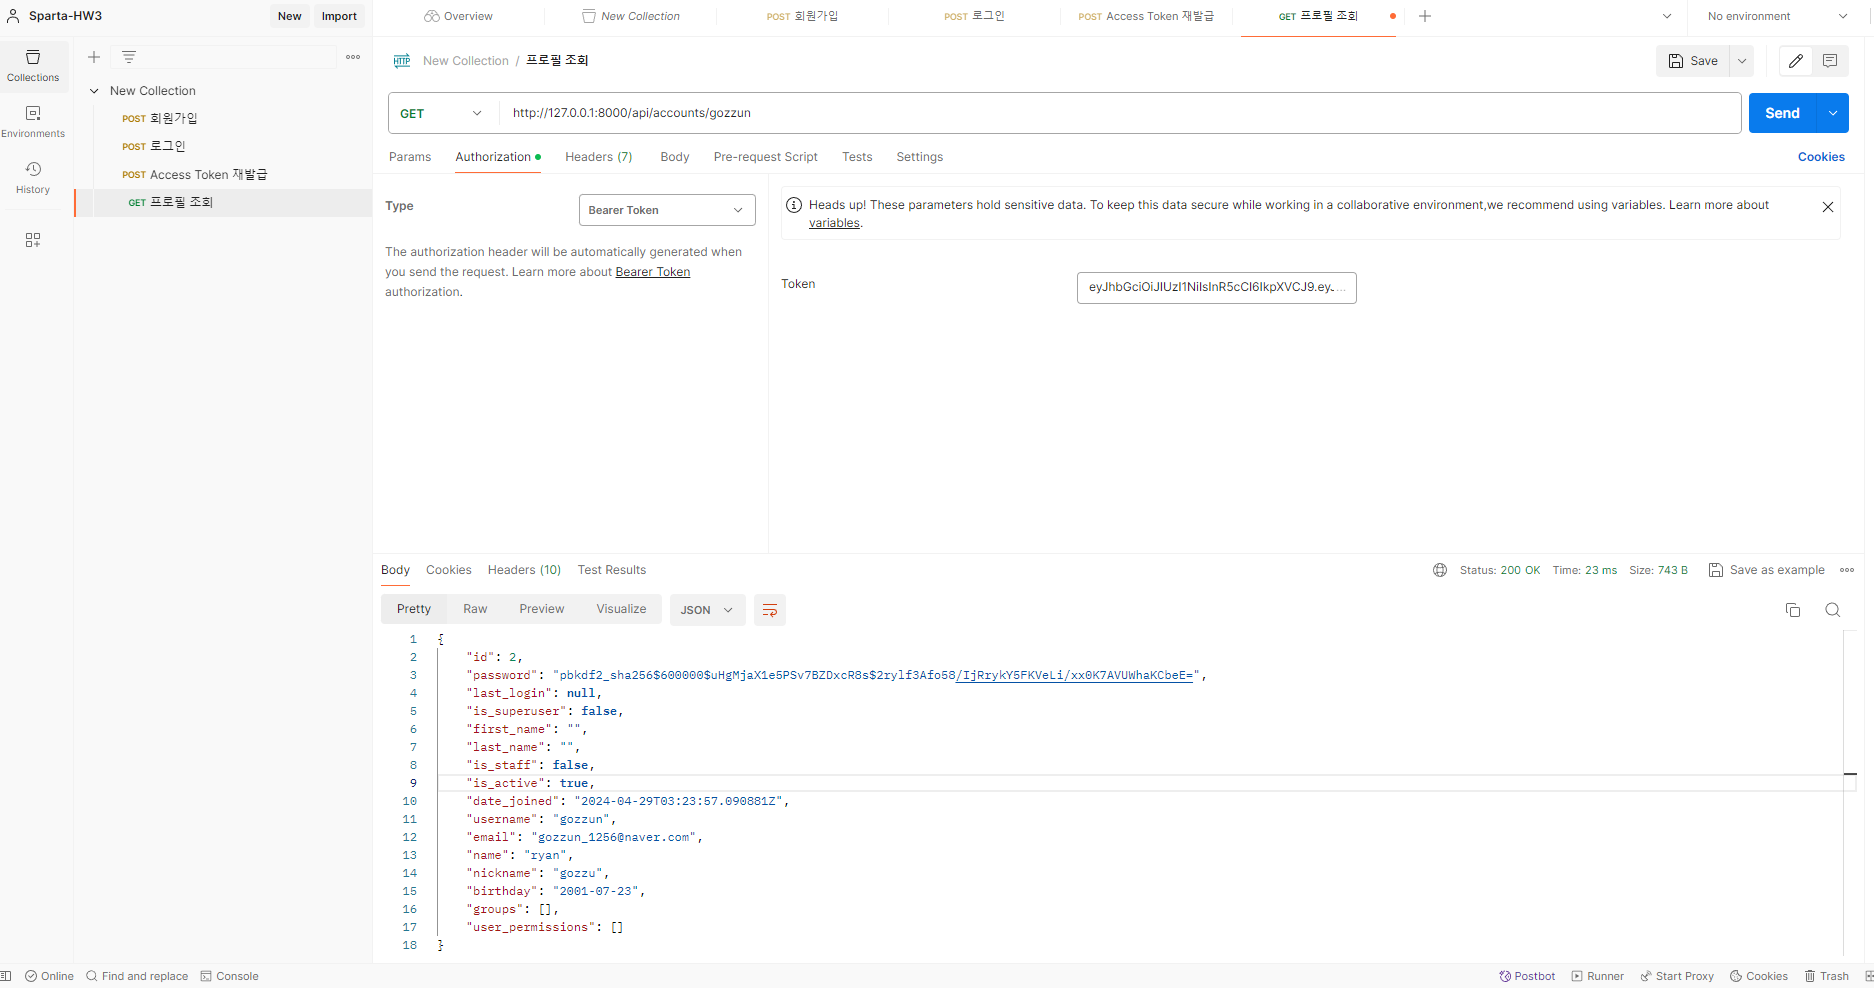 Sparta-HW3 New Import
Overview New Collection POST 회원가입 POST 로그인 POST Access Token 재발급 GET 프로필 조회 No environment
Collections
Environments
History
New Collection
POST 회원가입
POST 로그인
POST Access Token 재발급
GET 프로필 조회
HTTP New Collection / 프로필 조회 Save
GET http://127.0.0.1:8000/api/accounts/gozzun Send
Params Authorization Headers (7) Body Pre-request Script Tests Settings Cookies
Type Bearer Token
The authorization header will be automatically generated when
you send the request. Learn more about Bearer Token
authorization.
Heads up! These parameters hold sensitive data. To keep this data secure while working in a collaborative environment,we recommend using variables. Learn more about
variables.
Token eyJhbGciOiJIUzI1NiIsInR5cCI6IkpXVCJ9.ey...
Body Cookies Headers (10) Test Results Status: 200 OK Time: 23 ms Size: 743 B Save as example
Pretty Raw Preview Visualize JSON
1 {
2 "id": 2,
3 "password": "pbkdf2_sha256$600000$uHgMjaX1e5PSv7BZDxcR8s$2rylf3Afo58/IjRrykY5FKVeLi/xx0K7AVUWhaKCbeE=",
4 "last_login": null,
5 "is_superuser": false,
6 "first_name": "",
7 "last_name": "",
8 "is_staff": false,
9 "is_active": true,
10 "date_joined": "2024-04-29T03:23:57.090881Z",
11 "username": "gozzun",
12 "email": "gozzun_1256@naver.com",
13 "name": "ryan",
14 "nickname": "gozzu",
15 "birthday": "2001-07-23",
16 "groups": [],
17 "user_permissions": []
18 }
Online Find and replace Console Postbot Runner Start Proxy Cookies Trash